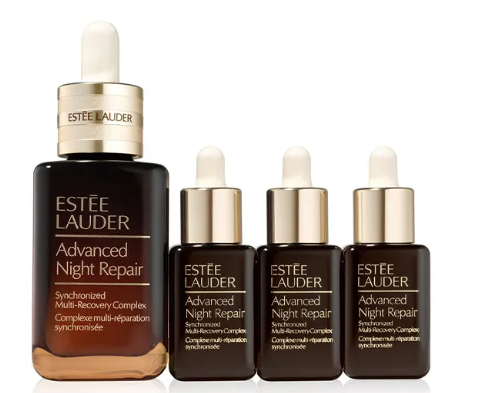 ESTĒE LAUDER
ESTĒE
LAUDER
Advanced
Night Repair
Synchronized
Multi-Recovery Complex
Complexe multi-réparation
synchronisée
ESTĒE
LAUDER
Advanced
Night Repair
Synchronized
Multi-Recovery Complex
Complexe multi-réparation
synchronisée
ESTĒE
LAUDER
Advanced
Night Repair
Synchronized
Multi-Recovery Complex
Complexe multi-réparation
synchronisée
ESTĒE
LAUDER
Advanced
Night Repair
Synchronized
Multi-Recovery Complex
Complexe multi-réparation
synchronisée